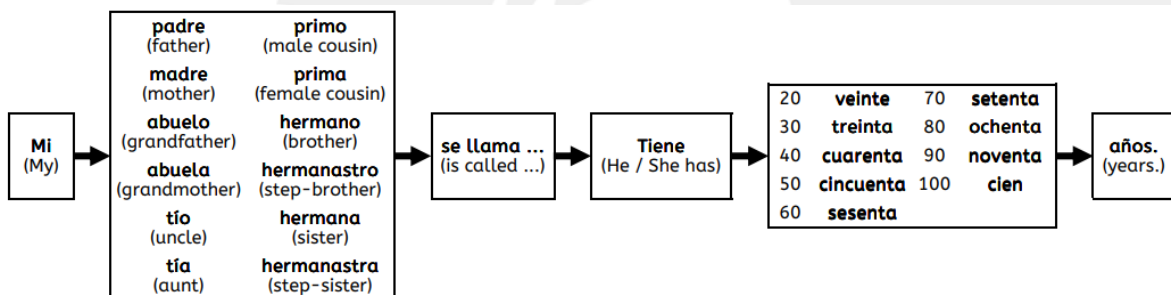 Mi
(My)
padre
(father)
madre
(mother)
abuelo
(grandfather)
abuela
(grandmother)
tío
(uncle)
tía
(aunt)
primo
(male cousin)
prima
(female cousin)
hermano
(brother)
hermanastro
(step-brother)
hermana
(sister)
hermanastra
(step-sister)
se llama ...
(is called ...)
Tiene
(He / She has)
20 veinte 70 setenta
30 treinta 80 ochenta
40 cuarenta 90 noventa
50 cincuenta 100 cien
60 sesenta
años.
(years.)